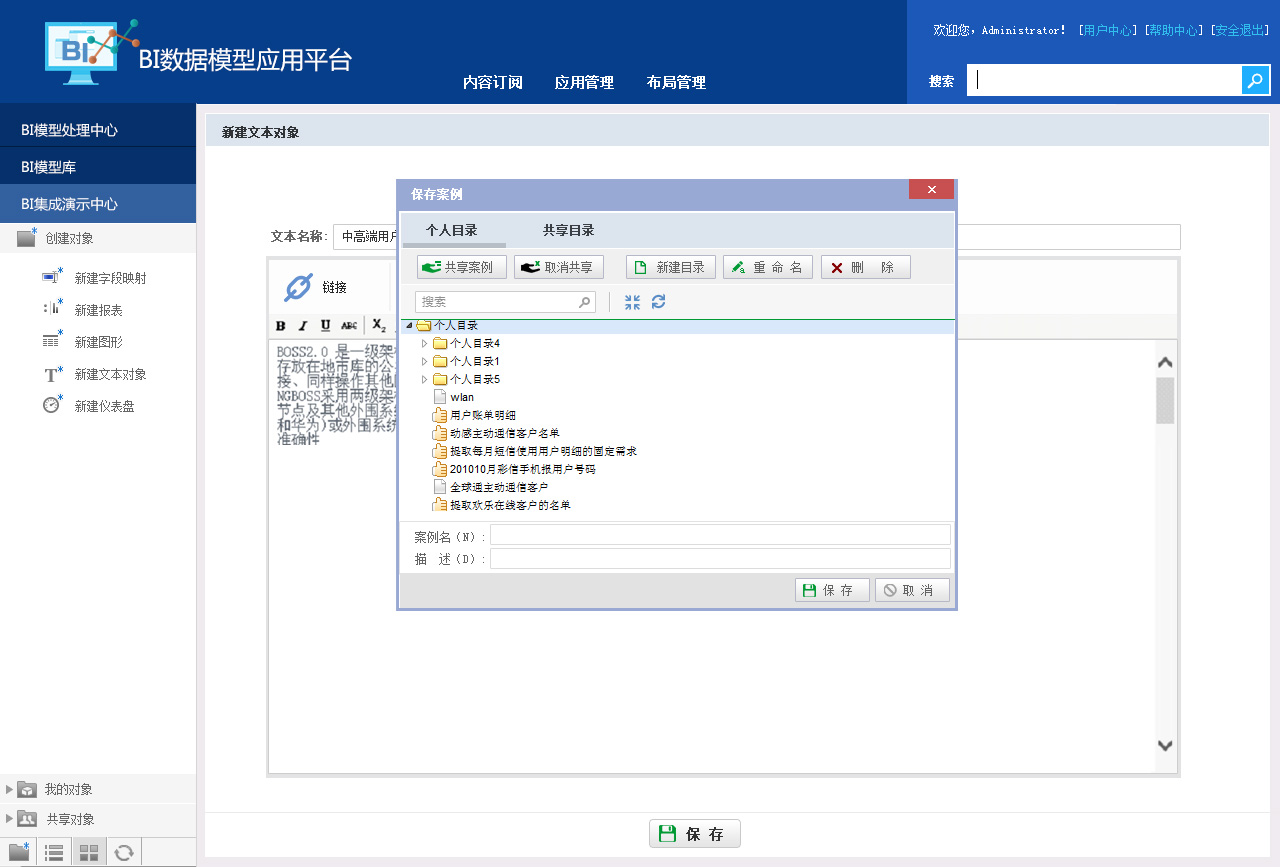 BI
BI数据模型应用平台
内容订阅 应用管理 布局管理
欢迎您,Administrator! [用户中心] [帮助中心] [安全退出]
搜索
BI模型处理中心
BI模型库
BI集成演示中心
创建对象
新建字段映射
新建报表
新建图形
新建文本对象
新建仪表盘
我的对象
共享对象
新建文本对象
文本名称: 中高端用户
链接
B I U ABC X2
BOSS2.0 是一级架
存放在地市库的公
接、同样操作其他
NGBOSS采用两级架
节点及其他外围系统
和华为)或外围系统
准确性
保存案例
个人目录 共享目录
共享案例 取消共享 新建目录 重 命 名 删 除
搜索
个人目录
个人目录4
个人目录1
个人目录5
wlan
用户账单明细
动感主动通信客户名单
提取每月短信使用用户明细的固定需求
201010月彩信手机报用户号码
全球通主动通信客户
提取欢乐在线客户的名单
案例名(N):
描 述(D):
保 存 取 消
保 存